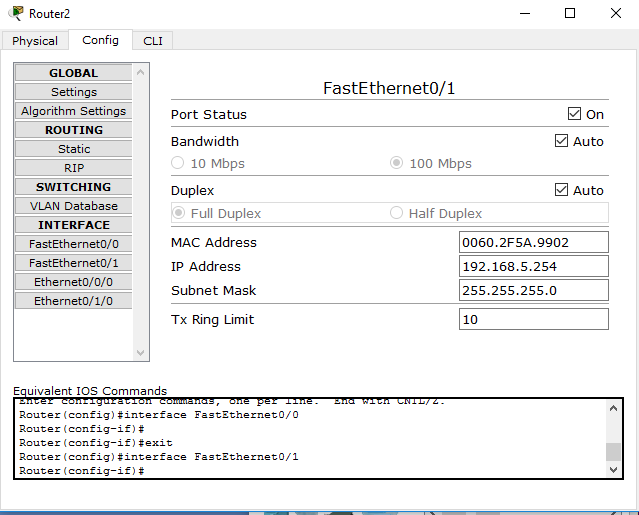 Router2
Physical Config CLI
GLOBAL
Settings
Algorithm Settings
ROUTING
Static
RIP
SWITCHING
VLAN Database
INTERFACE
FastEthernet0/0
FastEthernet0/1
Ethernet0/0/0
Ethernet0/1/0
FastEthernet0/1
Port Status On
Bandwidth Auto
10 Mbps 100 Mbps
Duplex Auto
Full Duplex Half Duplex
MAC Address 0060.2F5A.9902
IP Address 192.168.5.254
Subnet Mask 255.255.255.0
Tx Ring Limit 10
Equivalent IOS Commands
Enter configuration commands, one per line. End with CNTL/Z.
Router(config)#interface FastEthernet0/0
Router(config-if)#
Router(config-if)#exit
Router(config)#interface FastEthernet0/1
Router(config-if)#